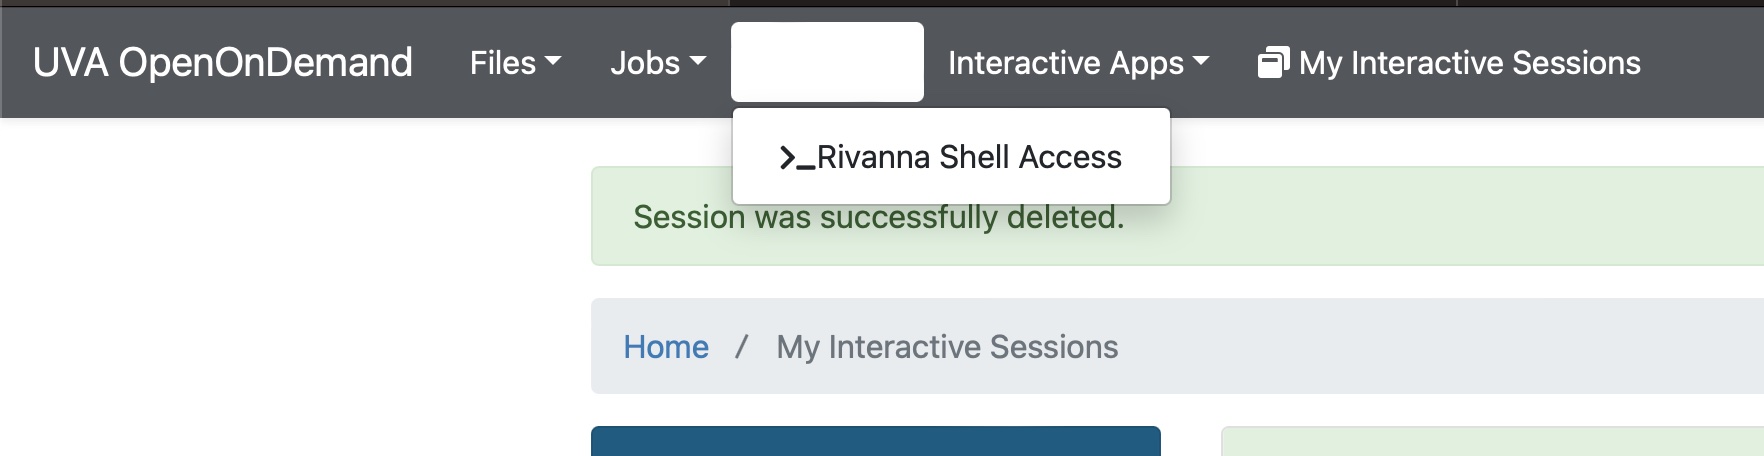 UVA OpenOnDemand Files Jobs Interactive Apps My Interactive Sessions
>_Rivanna Shell Access
Session was successfully deleted.
Home / My Interactive Sessions